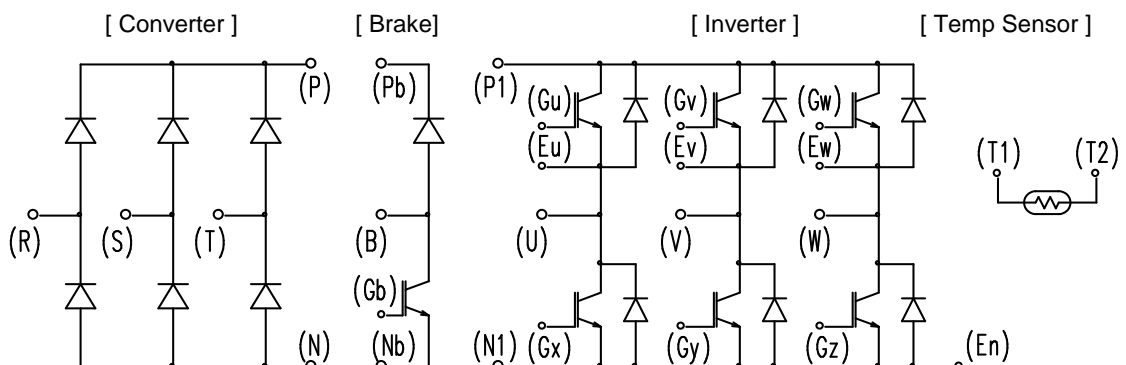 [ Converter ] [ Brake] [ Inverter ] [ Temp Sensor ]
(P) (Pb) (P1) (Gu) (Gv) (Gw)
(Eu) (Ev) (Ew) (T1) (T2)
(R) (S) (T) (B) (U) (V) (W)
(Gb)
(N) (Nb) (N1) (Gx) (Gy) (Gz) (En)